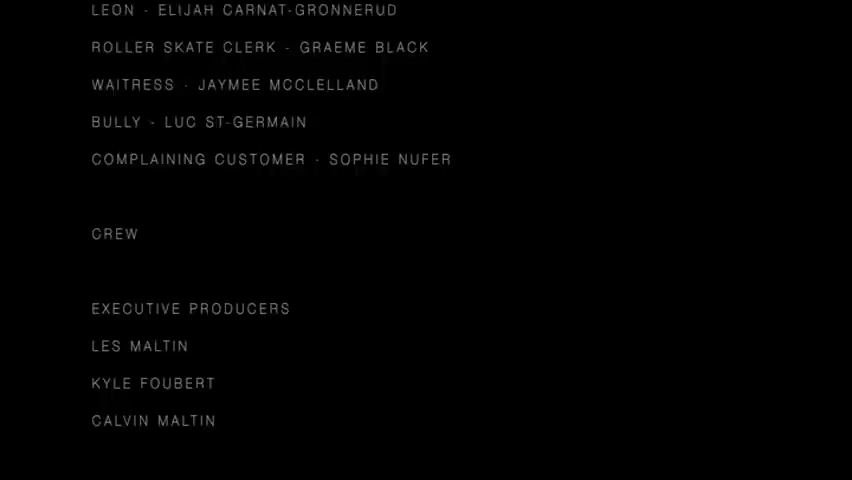 LEON - ELIJAH CARNAT-GRONNERUD
ROLLER SKATE CLERK - GRAEME BLACK
WAITRESS - JAYMEE MCCLELLAND
BULLY - LUC ST-GERMAIN
COMPLAINING CUSTOMER - SOPHIE NUFER
CREW
EXECUTIVE PRODUCERS
LES MALTIN
KYLE FOUBERT
CALVIN MALTIN